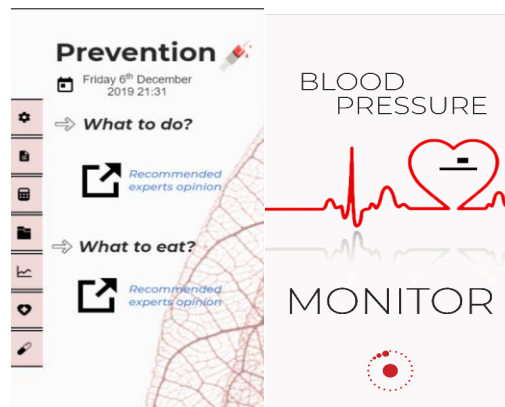 Prevention
Friday 6th December
2019 21:31
What to do?
Recommended
experts opinion
What to eat?
Recommended
experts opinion
BLOOD
PRESSURE
MONITOR